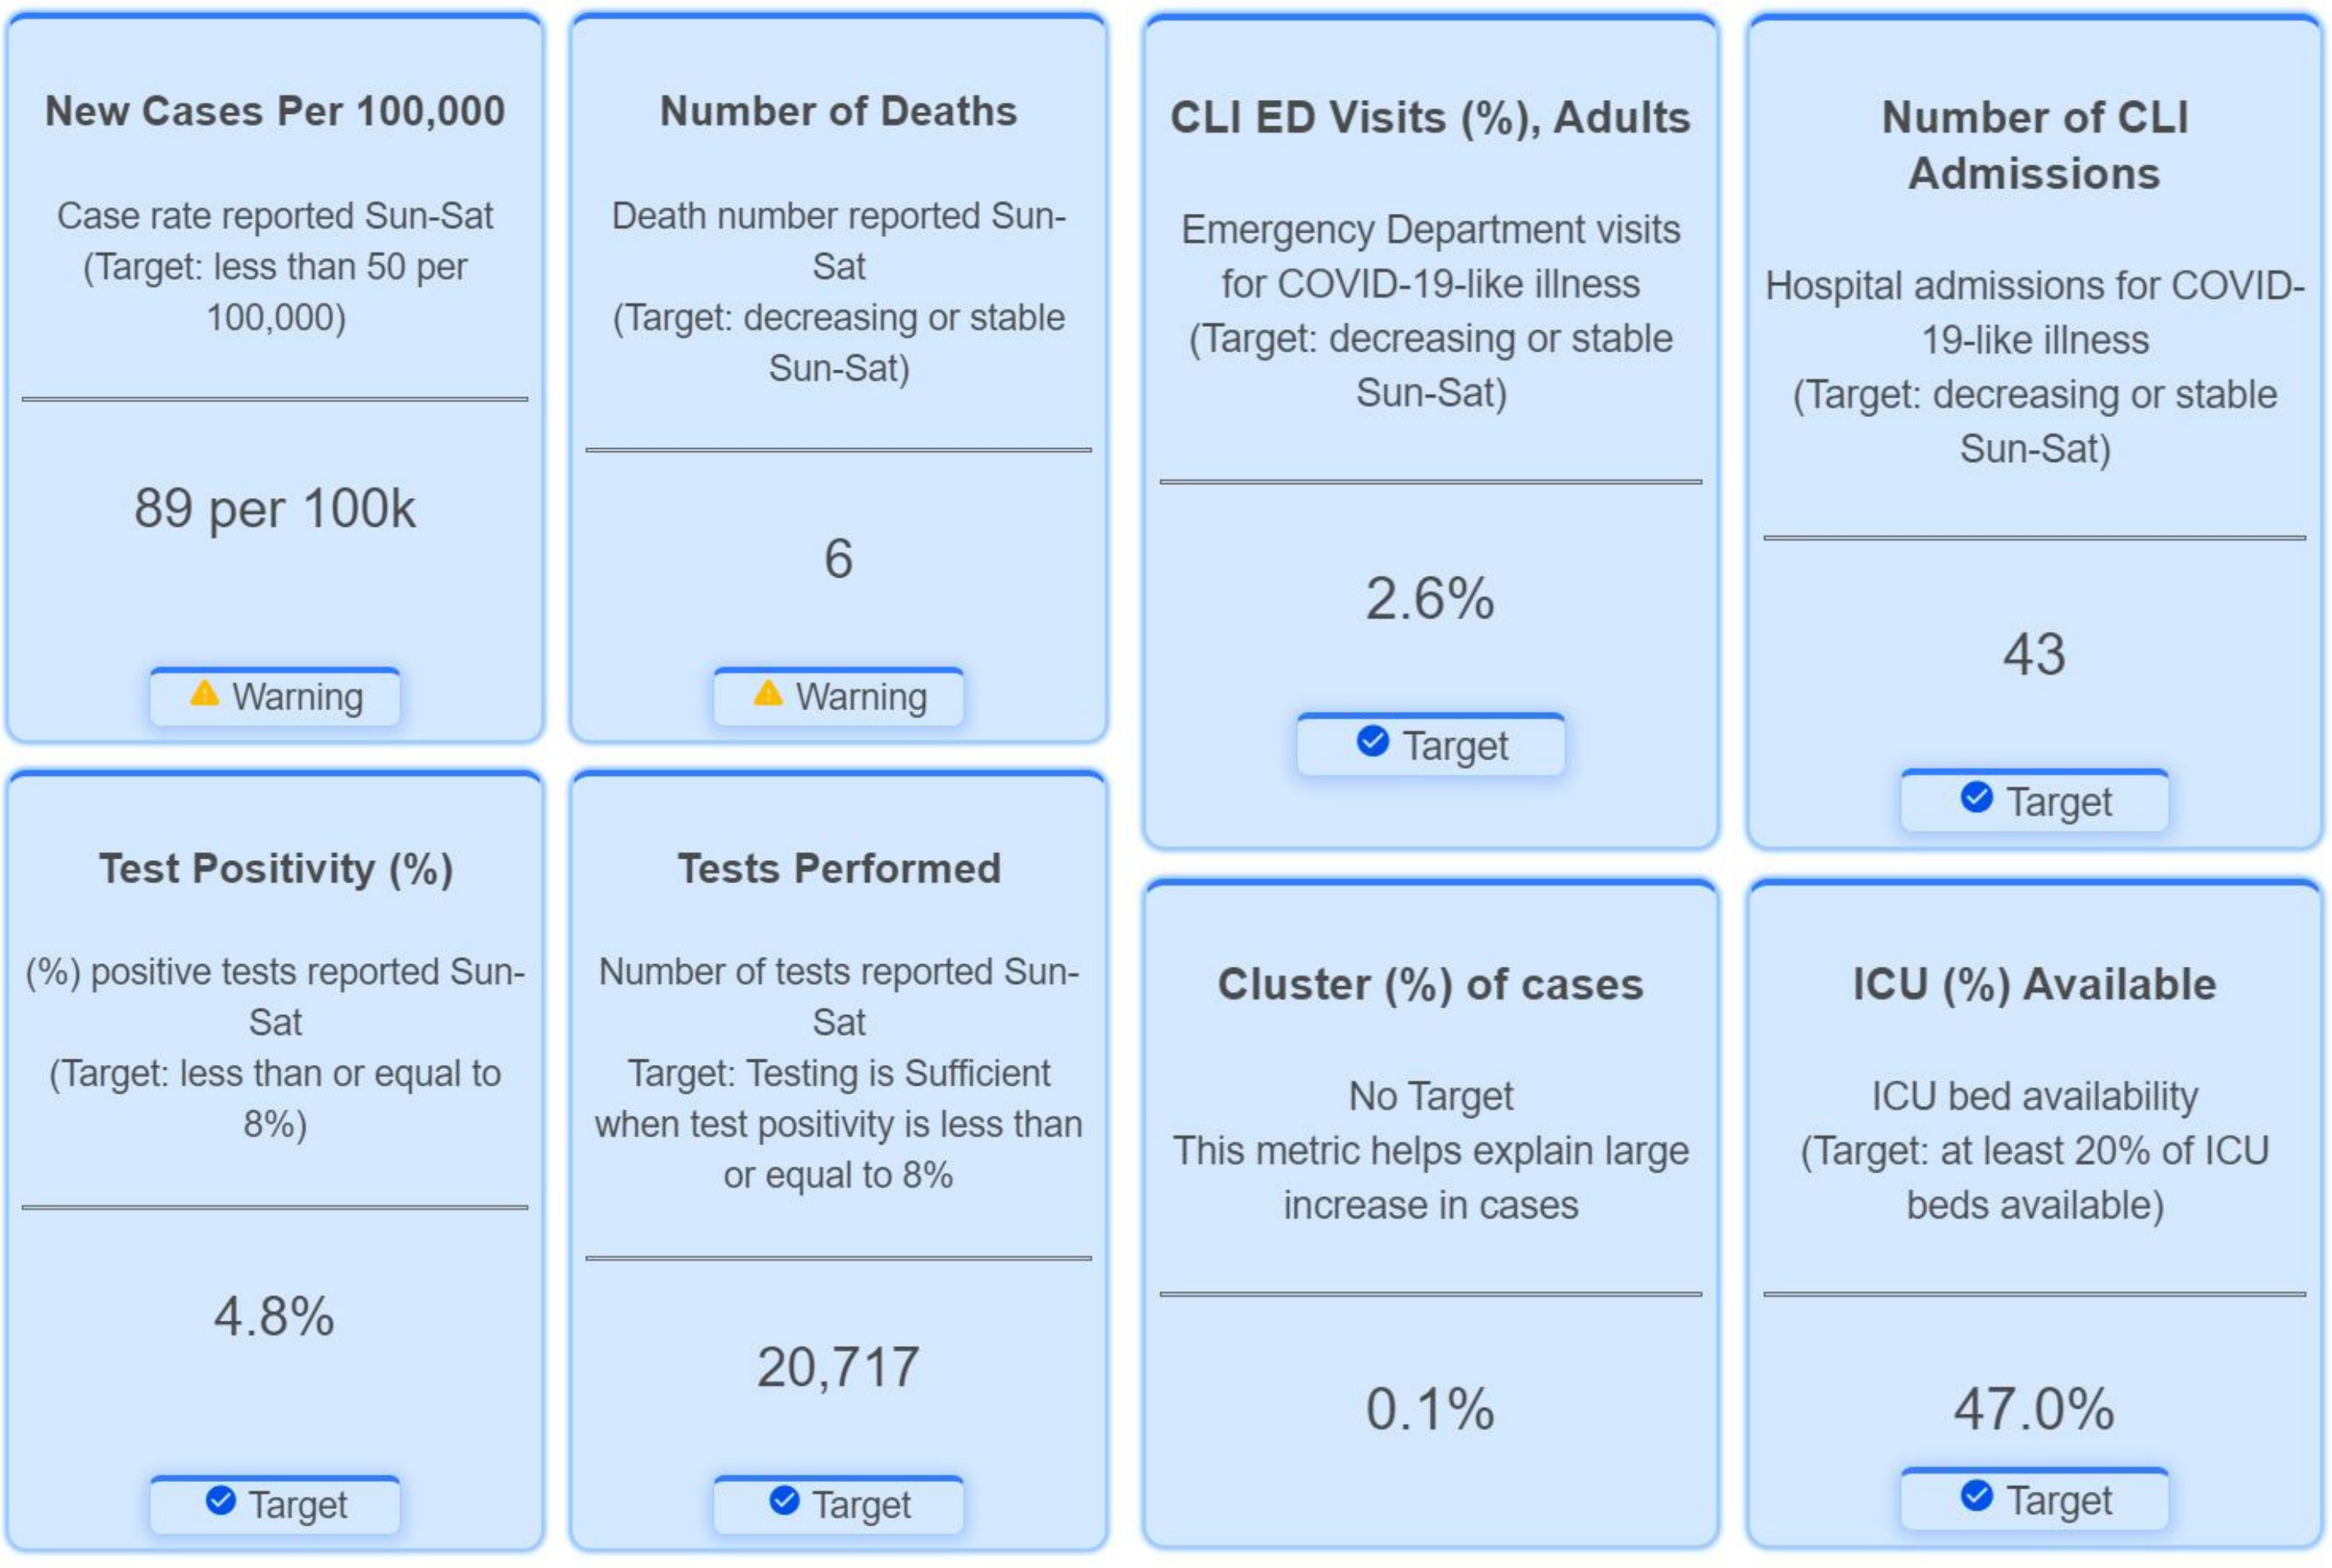 New Cases Per 100,000
Case rate reported Sun-Sat
(Target: less than 50 per
100,000)
89 per 100k
Warning
Number of Deaths
Death number reported Sun-
Sat
(Target: decreasing or stable
Sun-Sat)
6
Warning
CLI ED Visits (%), Adults
Emergency Department visits
for COVID-19-like illness
(Target: decreasing or stable
Sun-Sat)
2.6%
Target
Number of CLI
Admissions
Hospital admissions for COVID-
19-like illness
(Target: decreasing or stable
Sun-Sat)
43
Target
Test Positivity (%)
(%) positive tests reported Sun-
Sat
(Target: less than or equal to
8%)
4.8%
Target
Tests Performed
Number of tests reported Sun-
Sat
Target: Testing is Sufficient
when test positivity is less than
or equal to 8%
20,717
Target
Cluster (%) of cases
No Target
This metric helps explain large
increase in cases
0.1%
ICU (%) Available
ICU bed availability
(Target: at least 20% of ICU
beds available)
47.0%
Target